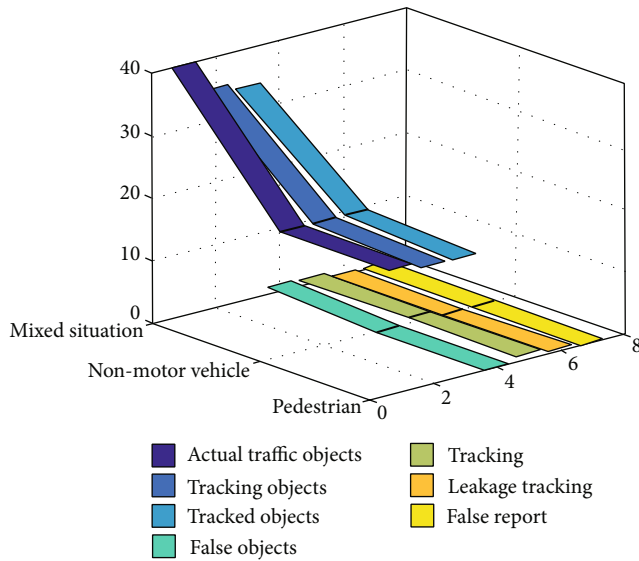 40
30
20
10
0
Mixed situation
Non-motor vehicle
Pedestrian
0
2
4
6
8
Actual traffic objects
Tracking objects
Tracked objects
False objects
Tracking
Leakage tracking
False report